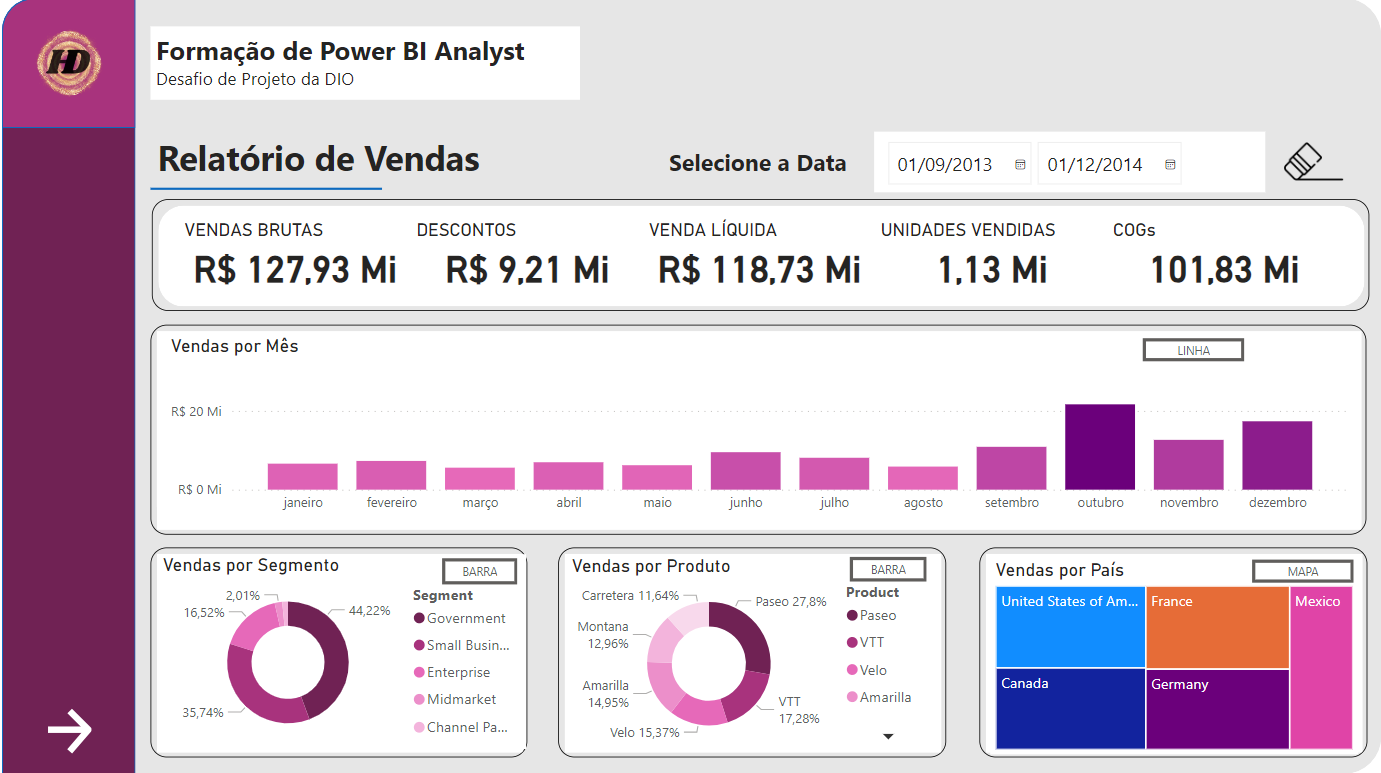 HD
Formação de Power BI Analyst
Desafio de Projeto da DIO
Relatório de Vendas
Selecione a Data
01/09/2013
01/12/2014
VENDAS BRUTAS
R$ 127,93 Mi
DESCONTOS
R$ 9,21 Mi
VENDA LÍQUIDA
R$ 118,73 Mi
UNIDADES VENDIDAS
1,13 Mi
COGs
101,83 Mi
Vendas por Mês
LINHA
R$ 20 Mi
R$ 0 Mi
janeiro
fevereiro
março
abril
maio
junho
julho
agosto
setembro
outubro
novembro
dezembro
Vendas por Segmento
BARRA
2,01%
16,52%
44,22%
35,74%
Segment
Government
Small Busin...
Enterprise
Midmarket
Channel Pa...
Vendas por Produto
BARRA
Carretera 11,64%
Paseo 27,8%
Montana
12,96%
Amarilla
14,95%
VTT
17,28%
Velo 15,37%
Product
Paseo
VTT
Velo
Amarilla
Vendas por País
MAPA
United States of Am...
France
Mexico
Canada
Germany